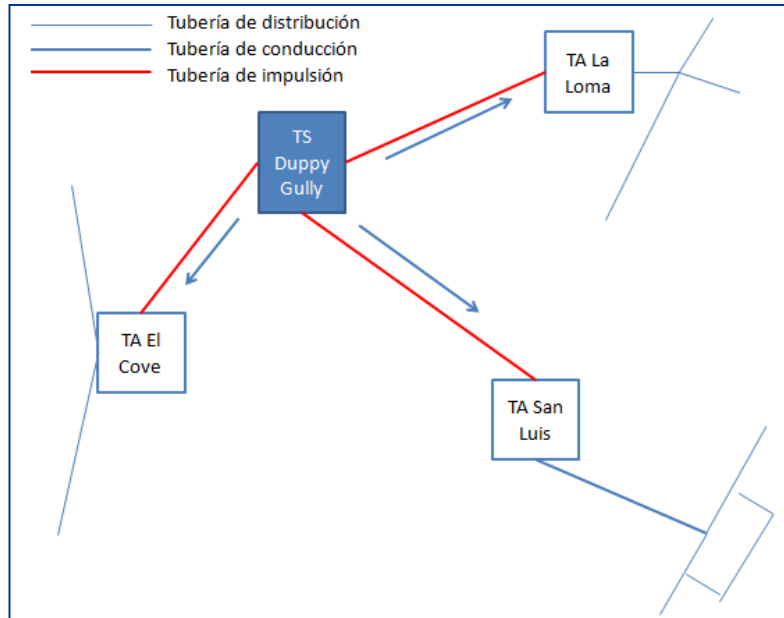 Tubería de distribución
Tubería de conducción
Tubería de impulsión
TA La
Loma
TS
Duppy
Gully
TA El
Cove
TA San
Luis